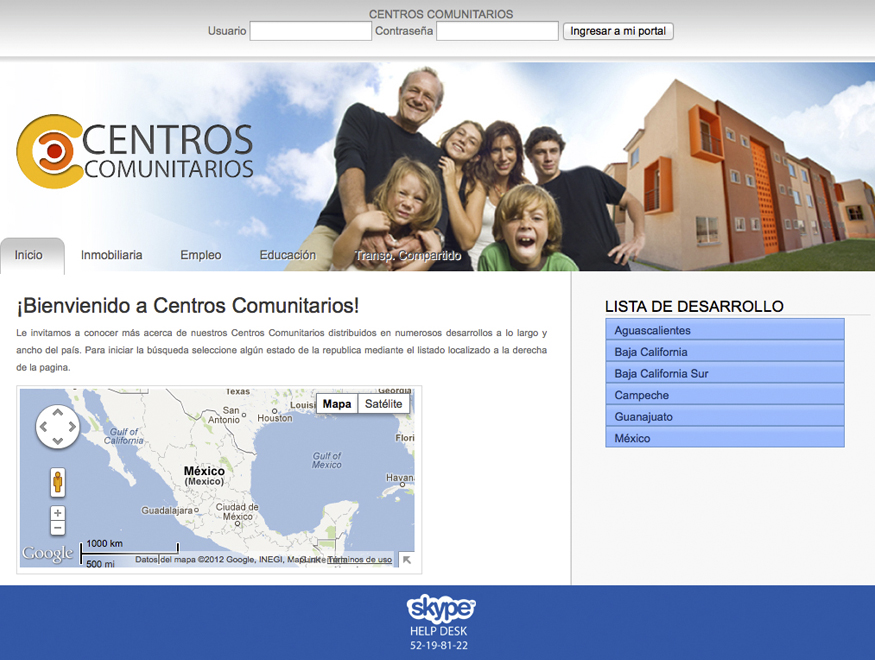 CENTROS COMUNITARIOS
Usuario Contraseña Ingresar a mi portal
CENTROS
COMUNITARIOS
Inicio Inmobiliaria Empleo Educación Transp. Compartido
¡Bienvenido a Centros Comunitarios!
Le invitamos a conocer más acerca de nuestros Centros Comunitarios distribuidos en numerosos desarrollos a lo largo y
ancho del país. Para iniciar la búsqueda seleccione algún estado de la republica mediante el listado localizado a la derecha
de la pagina.
Texas
Georgia
San
Antonio
Houston
Mapa Satélite
Gulf of
California
Flori
Gulf of
Mexico
México
(Mexico)
Havan
Guadalajara
Ciudad de
México
1000 km
500 mi
Google
Datos del mapa ©2012 Google, INEGI, MapLink Términos de uso
LISTA DE DESARROLLO
Aguascalientes
Baja California
Baja California Sur
Campeche
Guanajuato
México
skype
HELP DESK
52-19-81-22